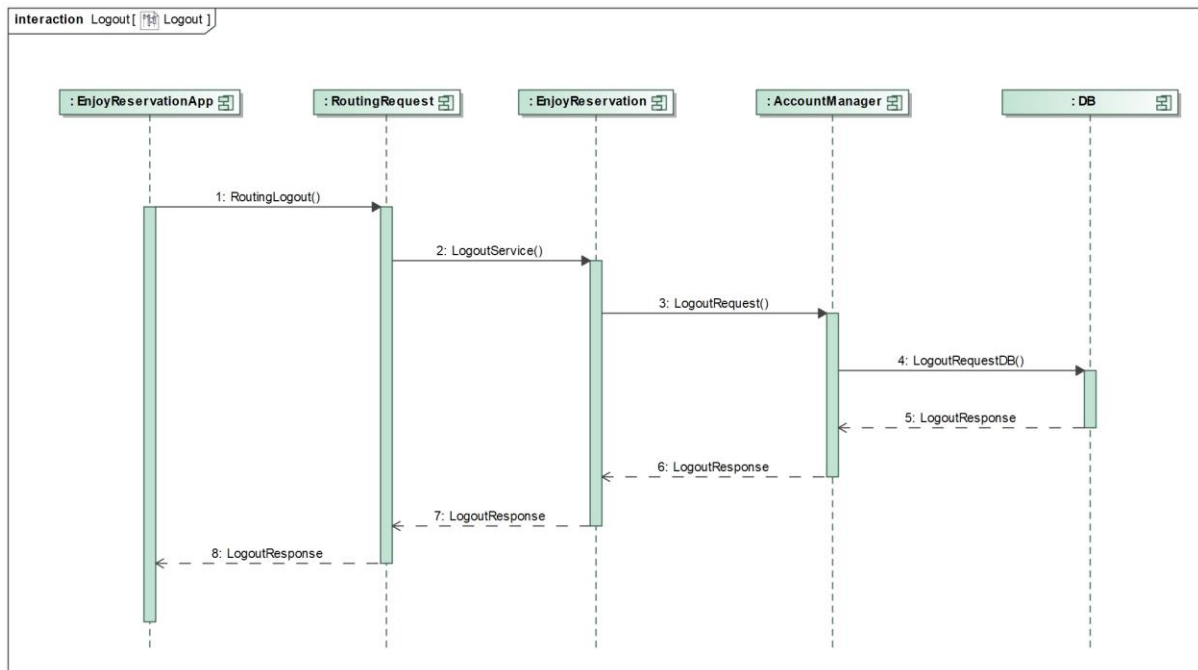 interaction Logout[ Logout ]
: EnjoyReservationApp
: RoutingRequest
: EnjoyReservation
: AccountManager
: DB
1: RoutingLogout()
2: LogoutService()
3: LogoutRequest()
4: LogoutRequestDB()
5: LogoutResponse
6: LogoutResponse
7: LogoutResponse
8: LogoutResponse